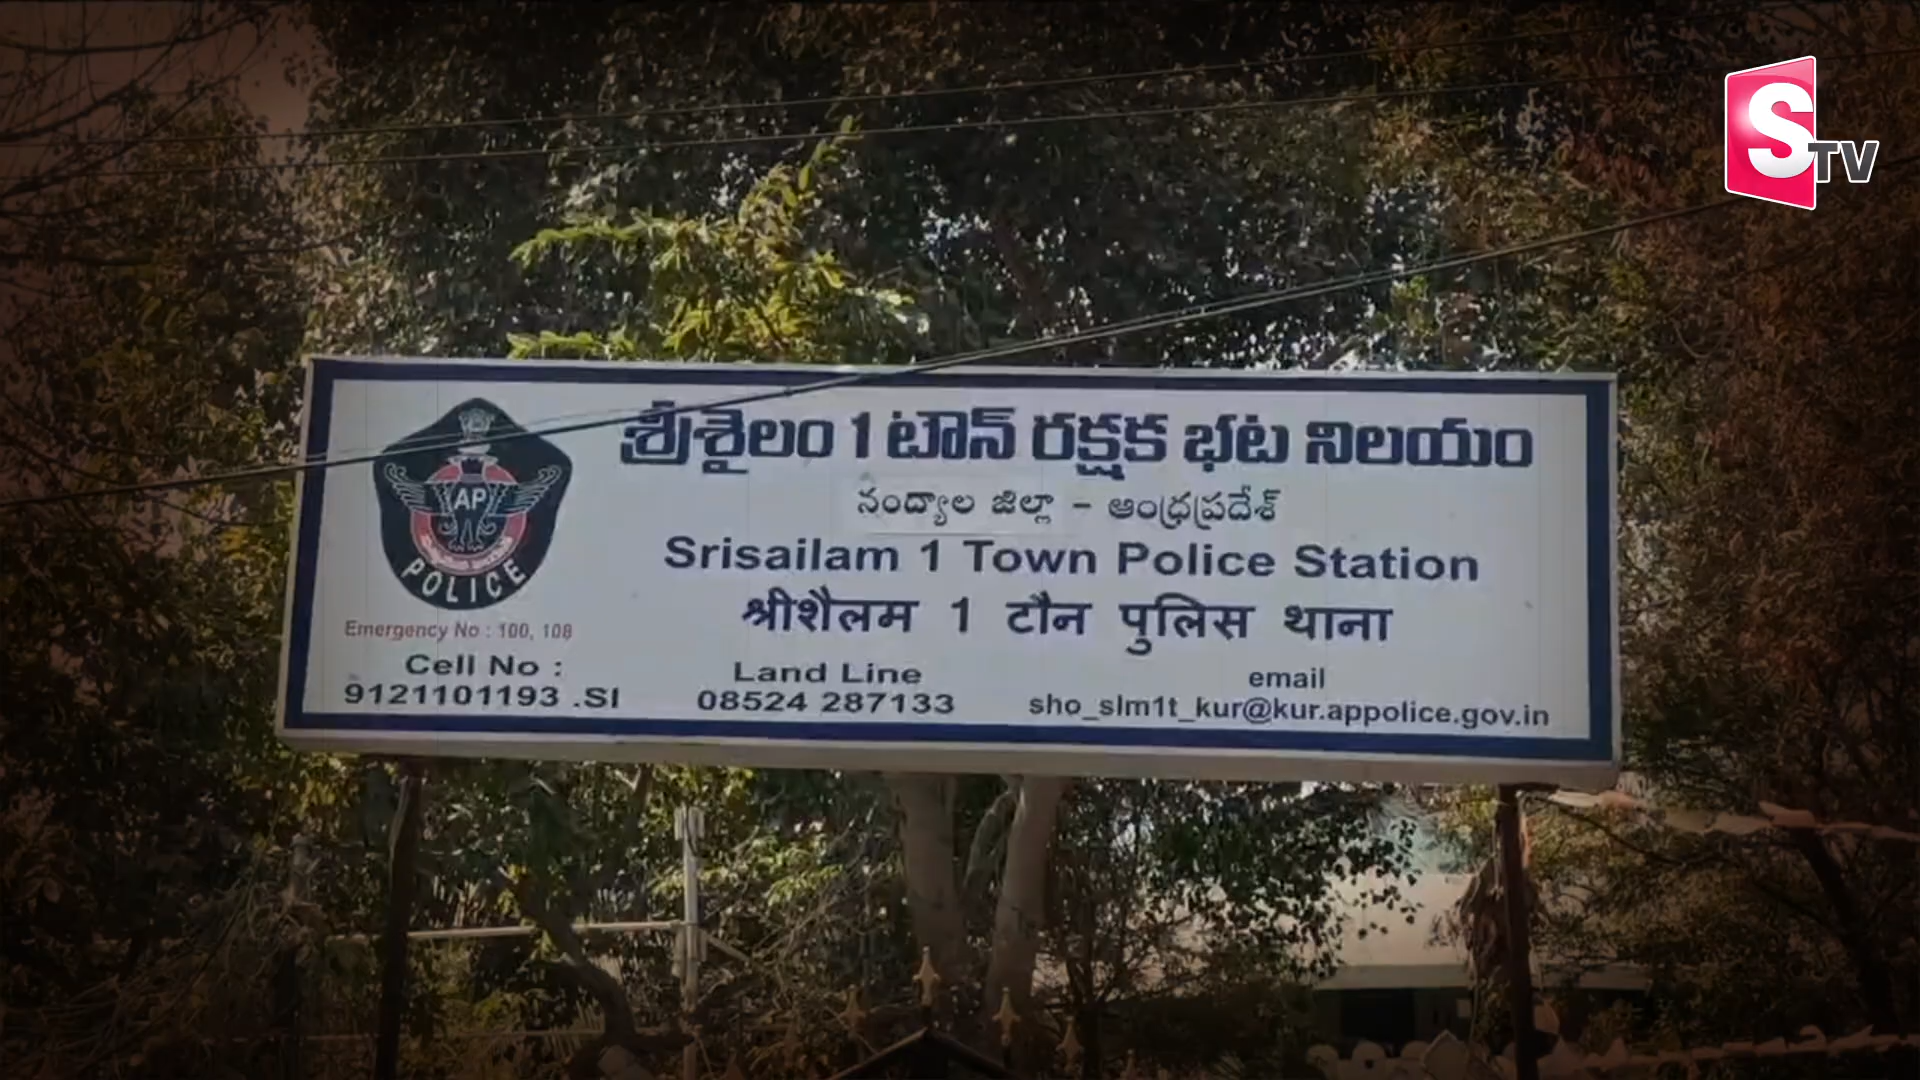 STV
శ్రీశైలం 1 టౌన్ రక్షక భట నిలయం
నంద్యాల జిల్లా - ఆంధ్రప్రదేశ్
Srisailam 1 Town Police Station
श्रीशैलम 1 टौन पुलिस थाना
AP
POLICE
Emergency No : 100, 108
Cell No :
9121101193 .SI
Land Line
08524 287133
email
sho_slm1t_kur@kur.appolice.gov.in